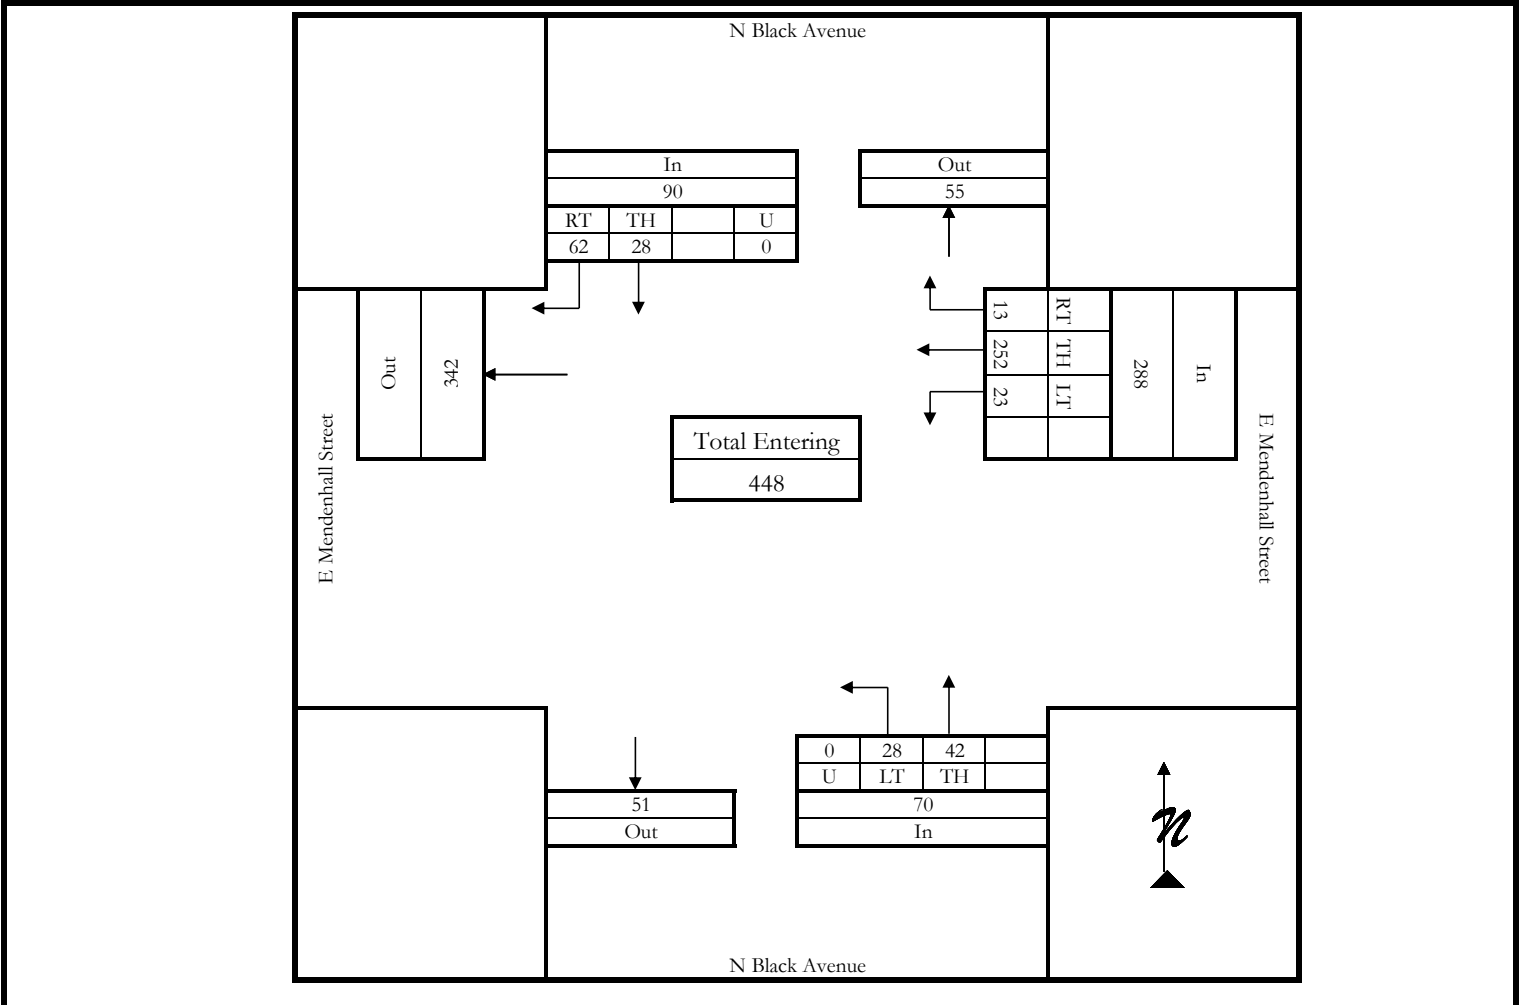 N Black Avenue
In
90
RT TH U
62 28 0
Out
55
Out
342
E Mendenhall Street
Total Entering
448
13 RT
252 TH
23 LT
288
In
E Mendenhall Street
0 28 42
U LT TH
70
In
51
Out
N
N Black Avenue